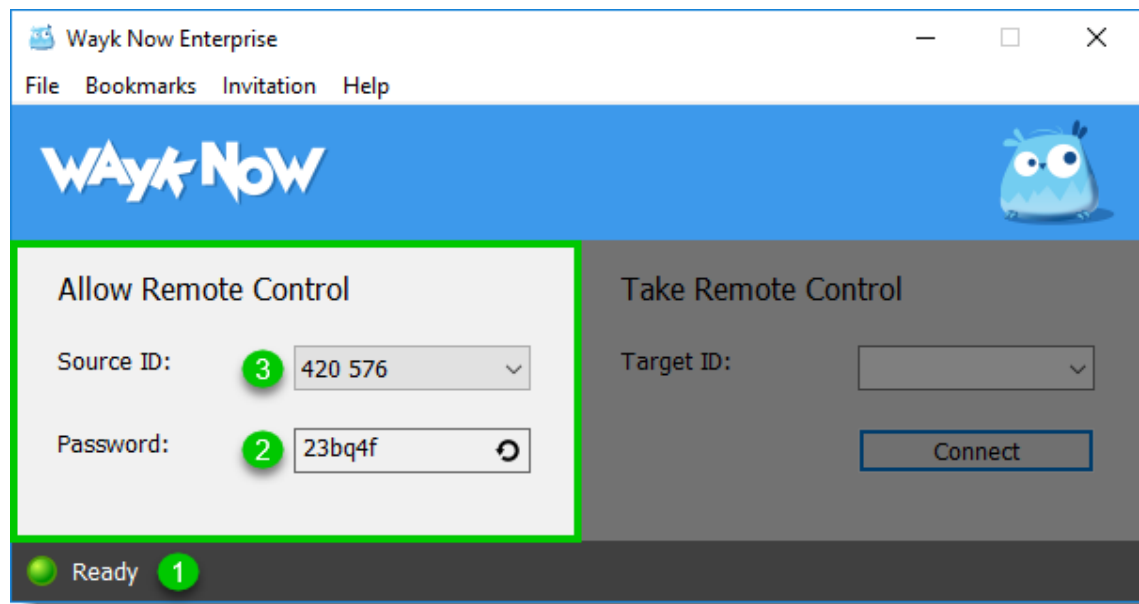 Wayk Now Enterprise
File Bookmarks Invitation Help
WAyk NoW
Allow Remote Control
Source ID: 3 420 576
Password: 2 23bq4f
Take Remote Control
Target ID:
Connect
Ready 1